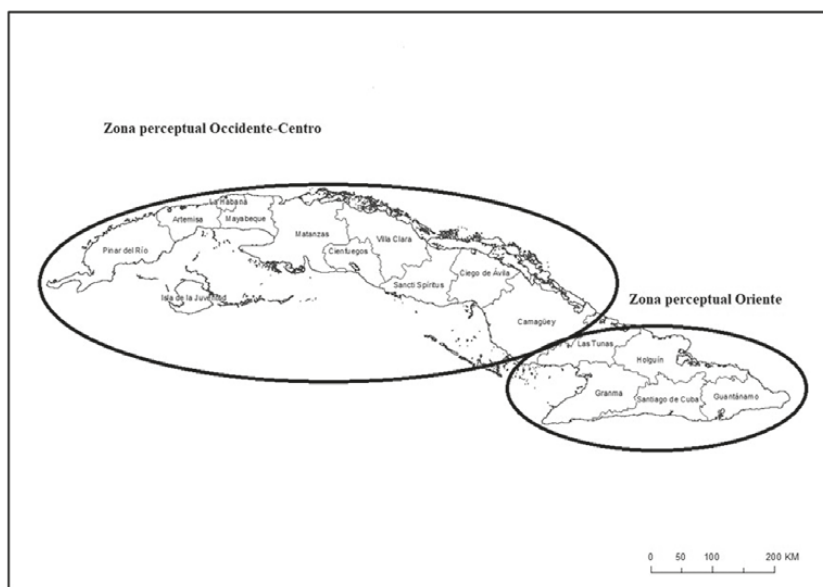 Zona perceptual Occidente-Centro
La Habana
Artemisa
Mayabeque
Matanzas
Pinar del Río
Villa Clara
Cienfuegos
Ciego de Ávila
Sancti Spíritus
Isla de la Juventud
Camagüey
Zona perceptual Oriente
Las Tunas
Holguín
Granma
Santiago de Cuba
Guantánamo
0 50 100 200 KM